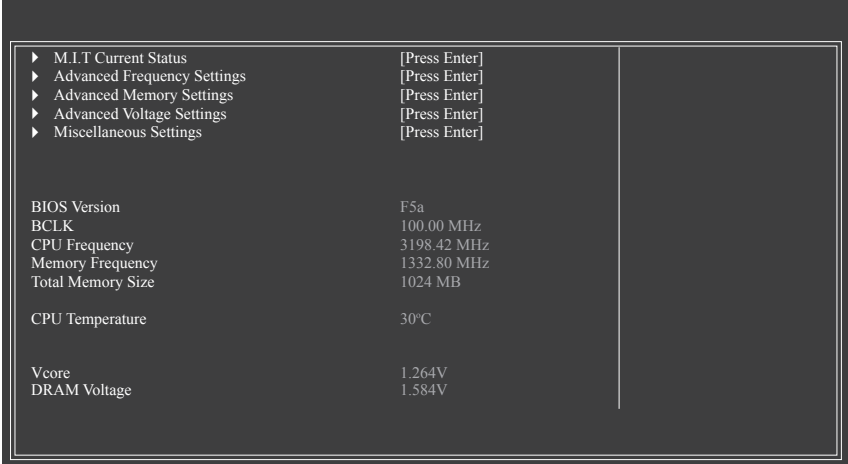 M.I.T Current Status [Press Enter]
Advanced Frequency Settings [Press Enter]
Advanced Memory Settings [Press Enter]
Advanced Voltage Settings [Press Enter]
Miscellaneous Settings [Press Enter]
BIOS Version F5a
BCLK 100.00 MHz
CPU Frequency 3198.42 MHz
Memory Frequency 1332.80 MHz
Total Memory Size 1024 MB
CPU Temperature 30ºC
Vcore 1.264V
DRAM Voltage 1.584V